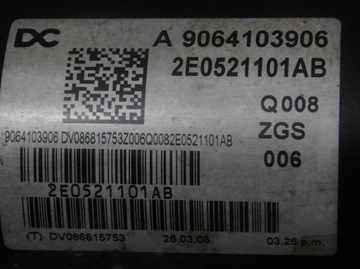 DC A 9064103906
2E0521101AB
Q008
ZGS
006
9064103906 DV086815753Z006Q0082E0521101AB
2E0521101AB
(T) DV086815753 26.03.08 03.26 p.m.